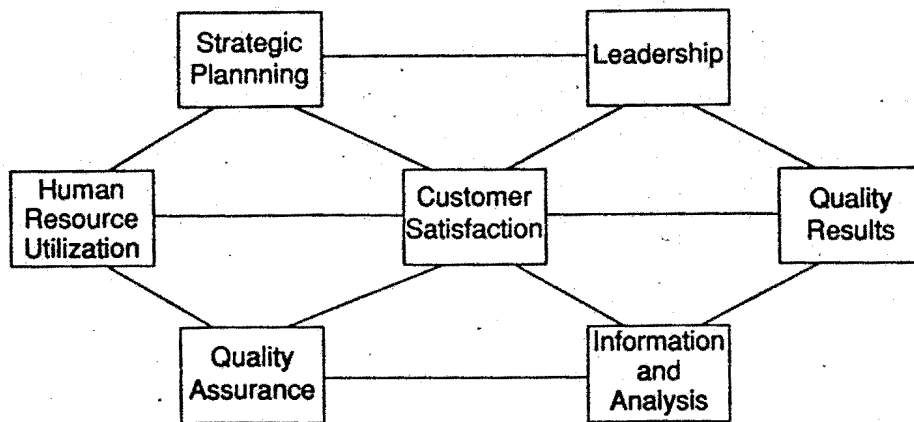 Strategic
Plannning
Leadership
Human
Resource
Utilization
Customer
Satisfaction
Quality
Results
Quality
Assurance
Information
and
Analysis